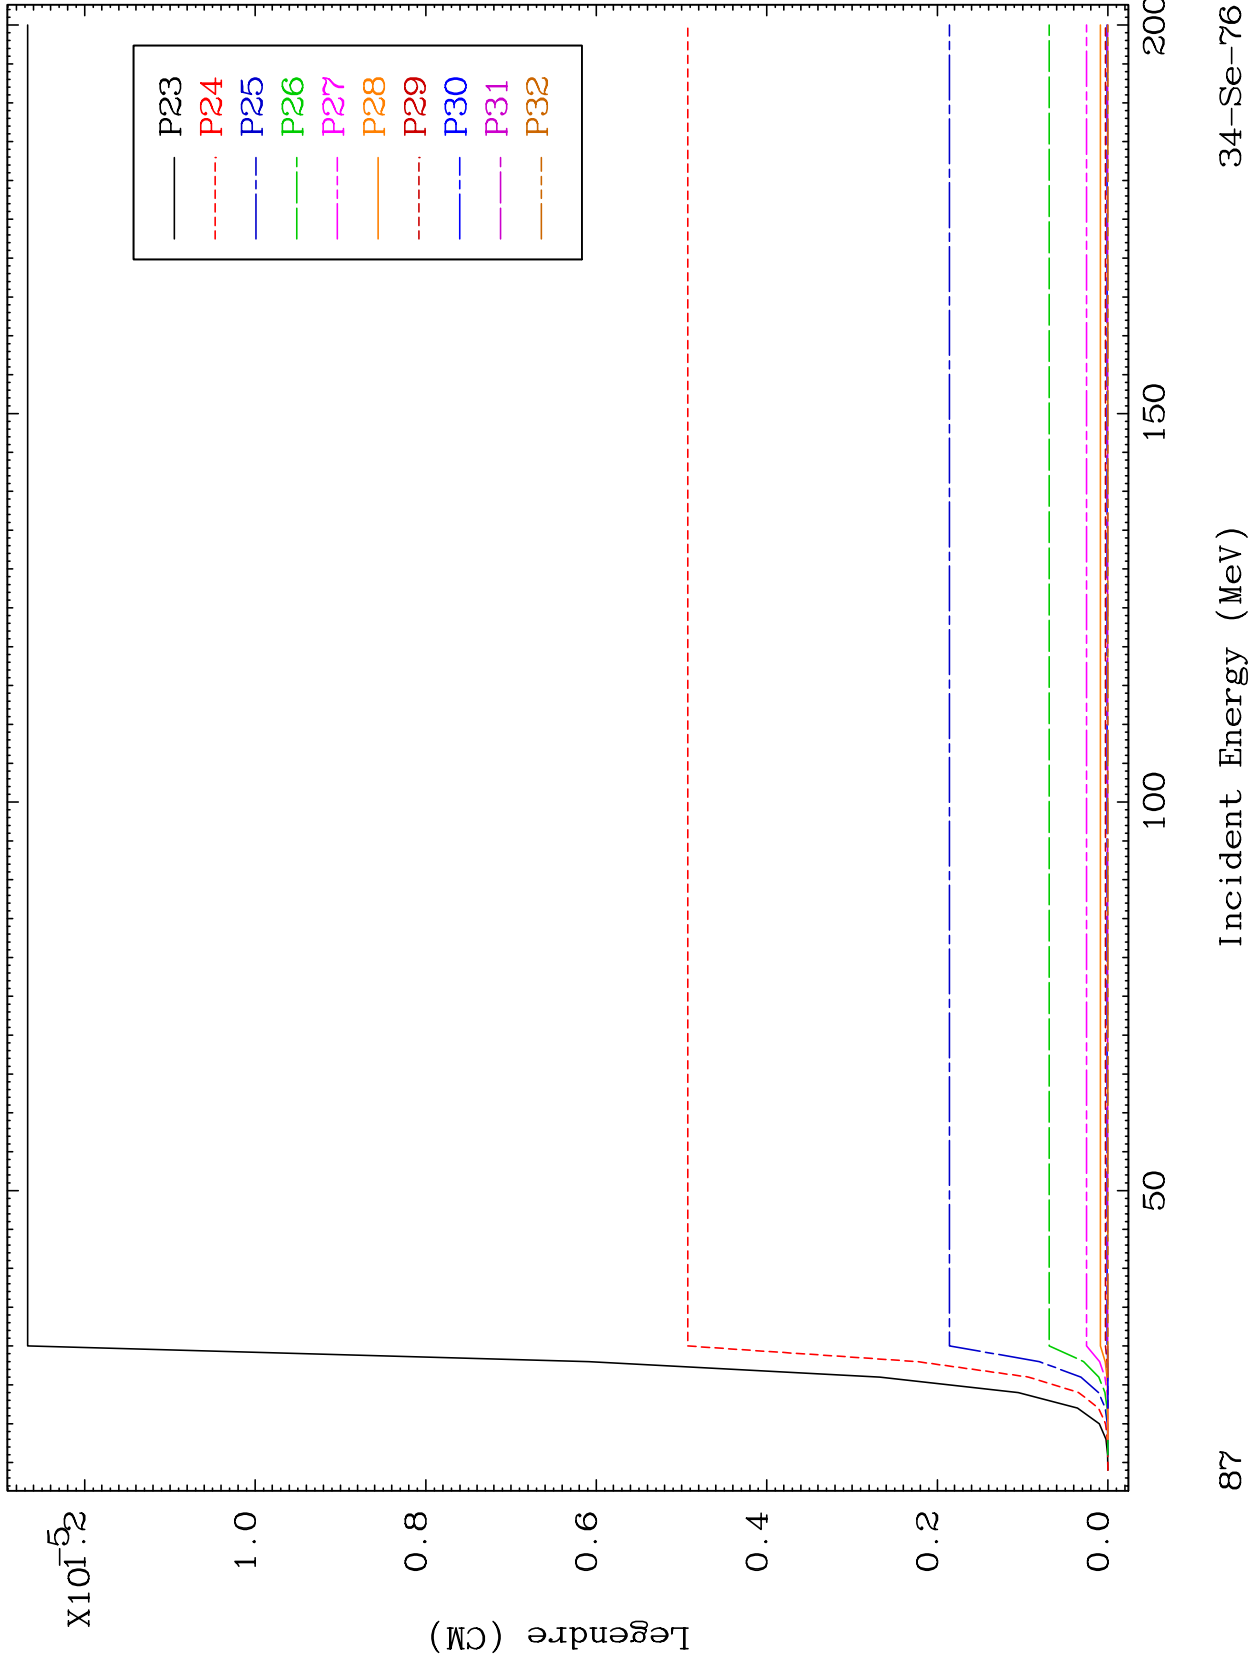 X10-5
1.2
1.0
0.8
0.6
0.4
0.2
0.0
Legendre (CM)
P23
P24
P25
P26
P27
P28
P29
P30
P31
P32
50
100
150
200
87
Incident Energy (MeV)
34-Se-76